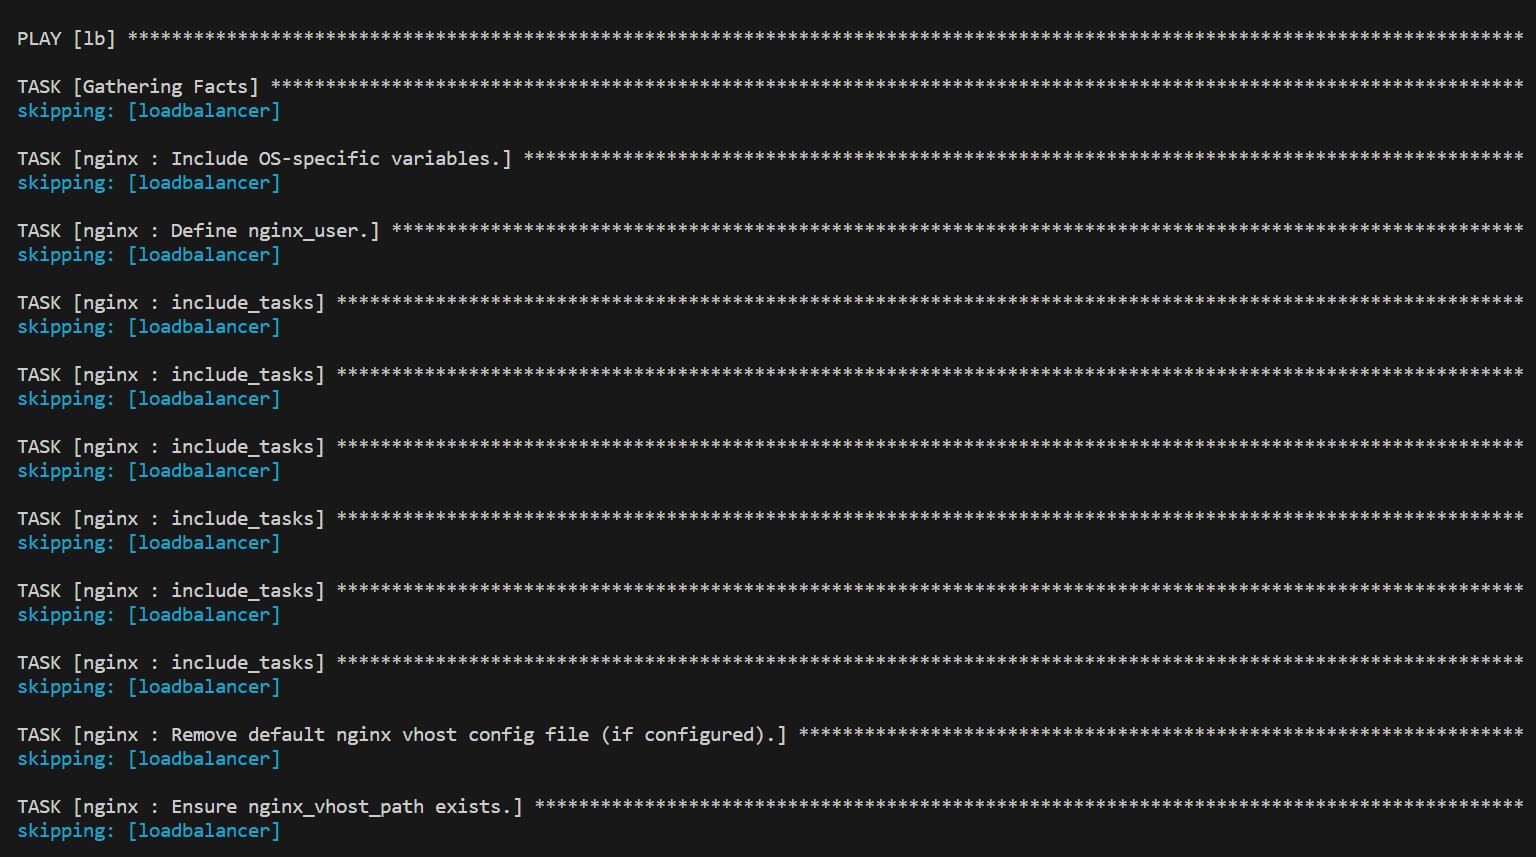 PLAY [lb] *******************************************************************************************************************************
TASK [Gathering Facts] ******************************************************************************************************************
skipping: [loadbalancer]
TASK [nginx : Include OS-specific variables.] *******************************************************************************************
skipping: [loadbalancer]
TASK [nginx : Define nginx_user.] *******************************************************************************************************
skipping: [loadbalancer]
TASK [nginx : include_tasks] ************************************************************************************************************
skipping: [loadbalancer]
TASK [nginx : include_tasks] ************************************************************************************************************
skipping: [loadbalancer]
TASK [nginx : include_tasks] ************************************************************************************************************
skipping: [loadbalancer]
TASK [nginx : include_tasks] ************************************************************************************************************
skipping: [loadbalancer]
TASK [nginx : include_tasks] ************************************************************************************************************
skipping: [loadbalancer]
TASK [nginx : include_tasks] ************************************************************************************************************
skipping: [loadbalancer]
TASK [nginx : Remove default nginx vhost config file (if configured).] ******************************************************************
skipping: [loadbalancer]
TASK [nginx : Ensure nginx_vhost_path exists.] ******************************************************************************************
skipping: [loadbalancer]